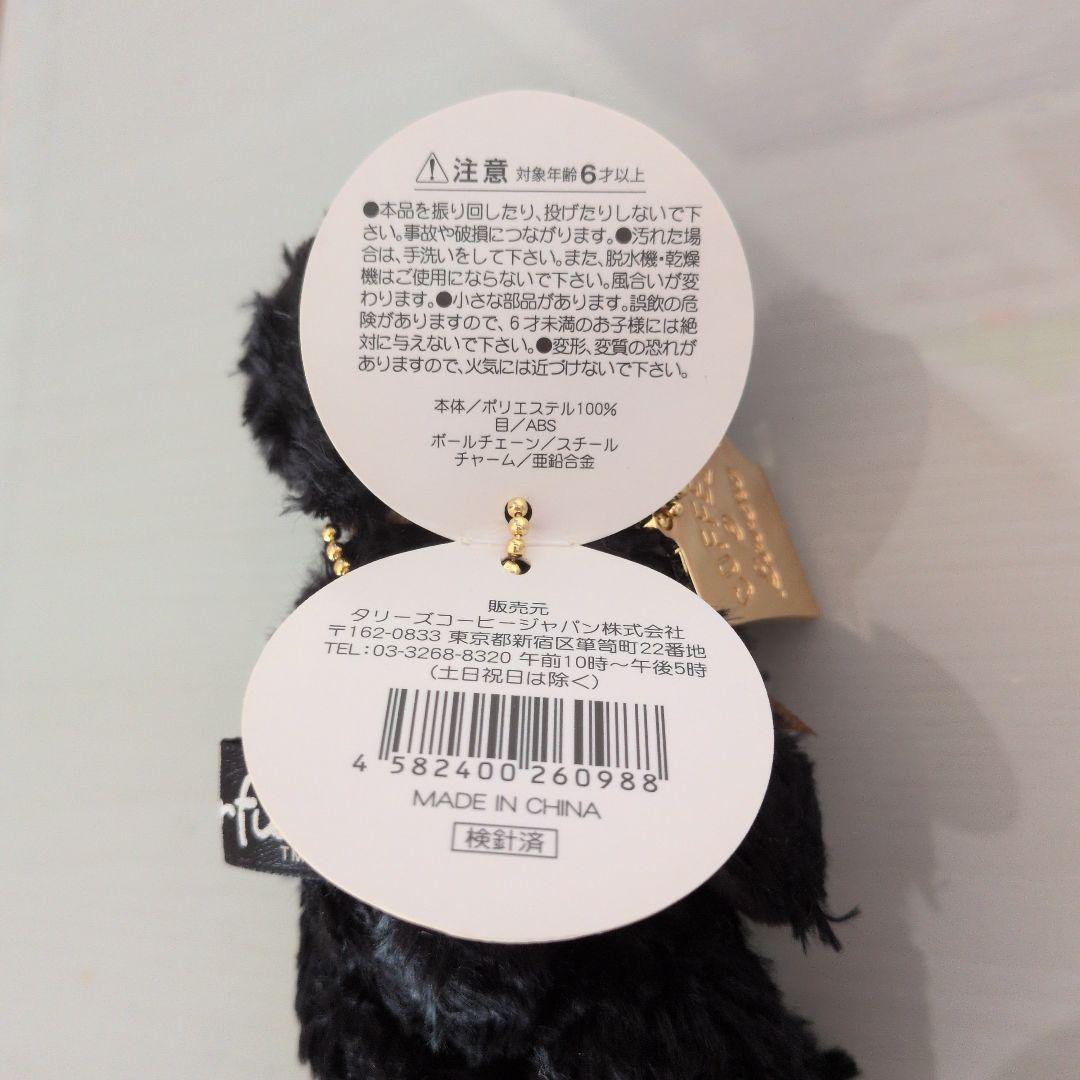 注意 対象年齢6才以上
●本品を振り回したり、投げたりしないで下
さい。事故や破損につながります。●汚れた場
合は、手洗いをして下さい。また、脱水機・乾燥
機はご使用にならないで下さい。風合いが変
わります。●小さな部品があります。誤飲の危
険がありますので、6才未満のお子様には絶
対に与えないで下さい。●変形、変質の恐れが
ありますので、火気には近づけないで下さい。
本体/ポリエステル100%
目/ABS
ボールチェーン/スチール
チャーム/亜鉛合金
販売元
タリーズコーヒージャパン株式会社
〒162-0833 東京都新宿区箪笥町22番地
TEL:03-3268-8320 午前10時〜午後5時
(土日祝日は除く)
4 582400 260988
MADE IN CHINA
検針済